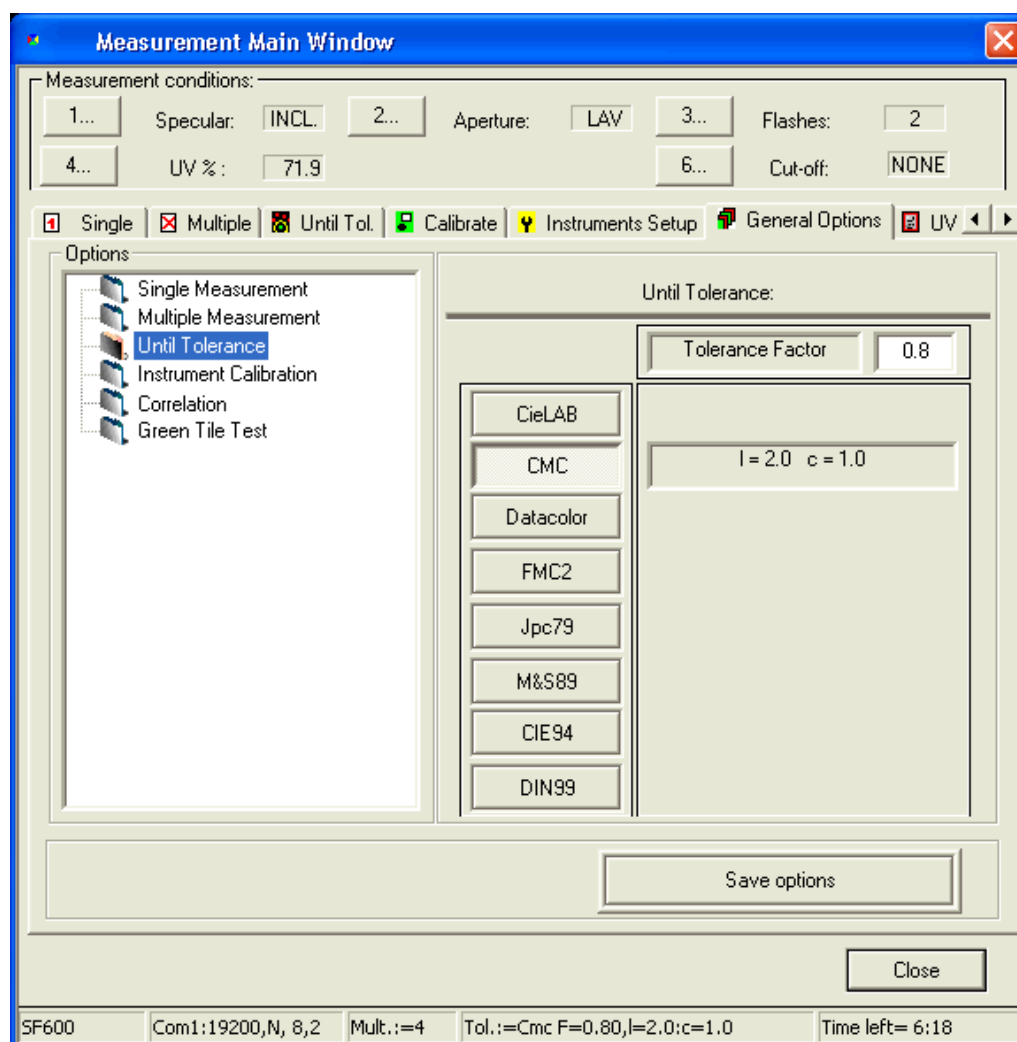 Measurement Main Window
Measurement conditions:
1... Specular: INCL. 2... Aperture: LAV 3... Flashes: 2
4... UV % : 71.9 6... Cut-off: NONE
1 Single Multiple Until Tol. Calibrate Instruments Setup General Options UV
Options
Single Measurement
Multiple Measurement
Until Tolerance
Instrument Calibration
Correlation
Green Tile Test
Until Tolerance:
Tolerance Factor 0.8
CieLAB
CMC l = 2.0 c = 1.0
Datacolor
FMC2
Jpc79
M&S89
CIE94
DIN99
Save options
Close
SF600 Com1:19200,N, 8,2 Mult.:=4 Tol.:=Cmc F=0.80,l=2.0:c=1.0 Time left= 6:18